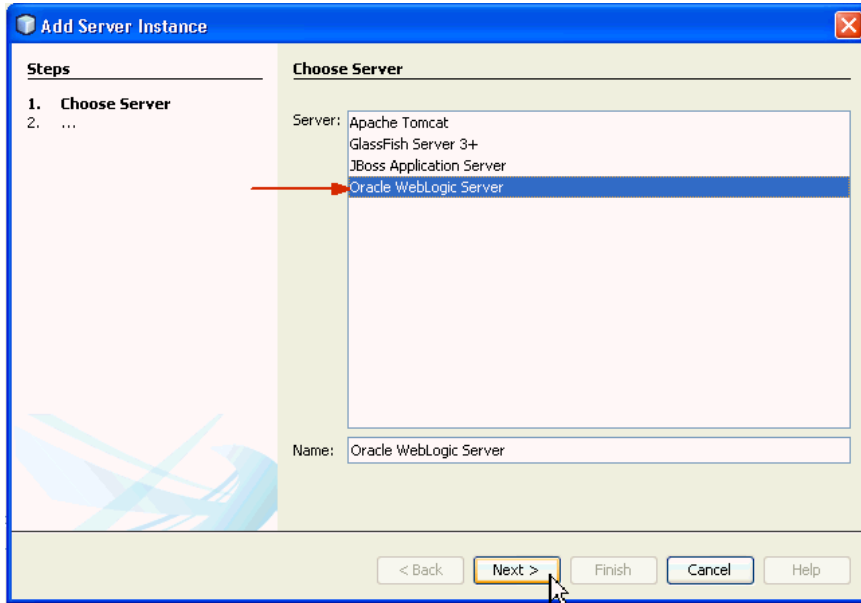 Add Server Instance
Steps
1. Choose Server
2. ...
Choose Server
Server:
Apache Tomcat
GlassFish Server 3+
JBoss Application Server
Oracle WebLogic Server
Name: Oracle WebLogic Server
< Back Next > Finish Cancel Help